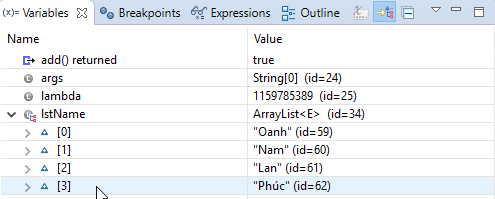 (x)= Variables Breakpoints Expressions Outline
Name Value
add() returned true
args String[0] (id=24)
lambda 1159785389 (id=25)
lstName ArrayList<E> (id=34)
[0] "Oanh" (id=59)
[1] "Nam" (id=60)
[2] "Lan" (id=61)
[3] "Phúc" (id=62)